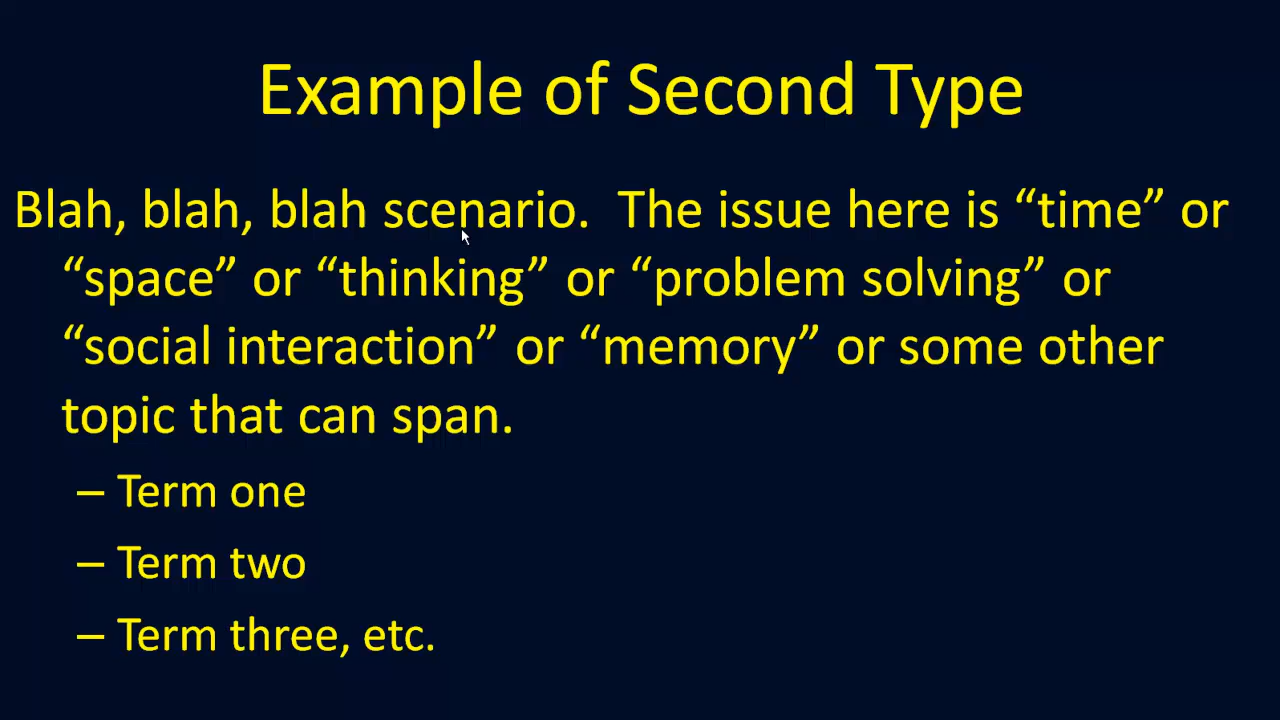 Example of Second Type
Blah, blah, blah scenario.  The issue here is “time” or
“space” or “thinking” or “problem solving” or
“social interaction” or “memory” or some other
topic that can span.
– Term one
– Term two
– Term three, etc.